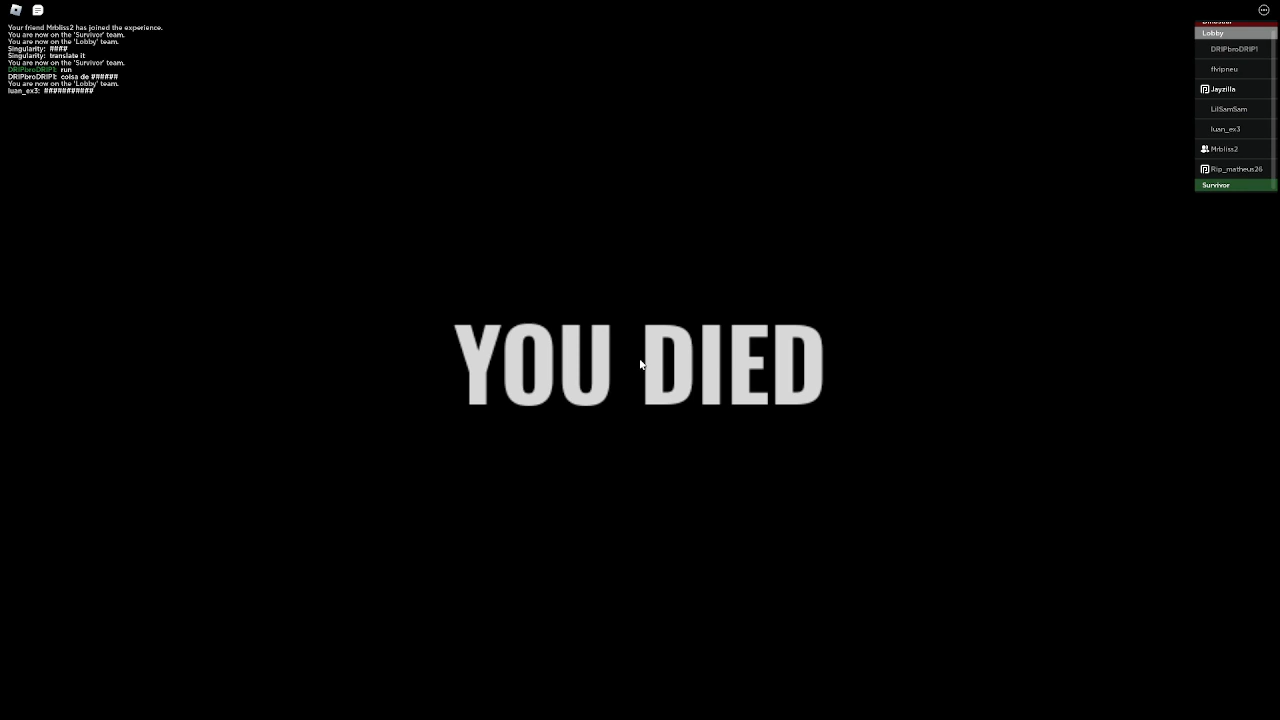 Your friend Mrbliss2 has joined the experience.
You are now on the 'Survivor' team.
You are now on the 'Lobby' team.
Singularity: ####
Singularity: translate it
You are now on the 'Survivor' team.
DRIPbroDRIP1: run
DRIPbroDRIP1: coisa de ######
You are now on the 'Lobby' team.
luan_ex3: ###########
Lobby
DRIPbroDRIP1
flvipneu
Jayzilla
LilSamSam
luan_ex3
Mrbliss2
Rip_matheus26
Survivor
YOU DIED